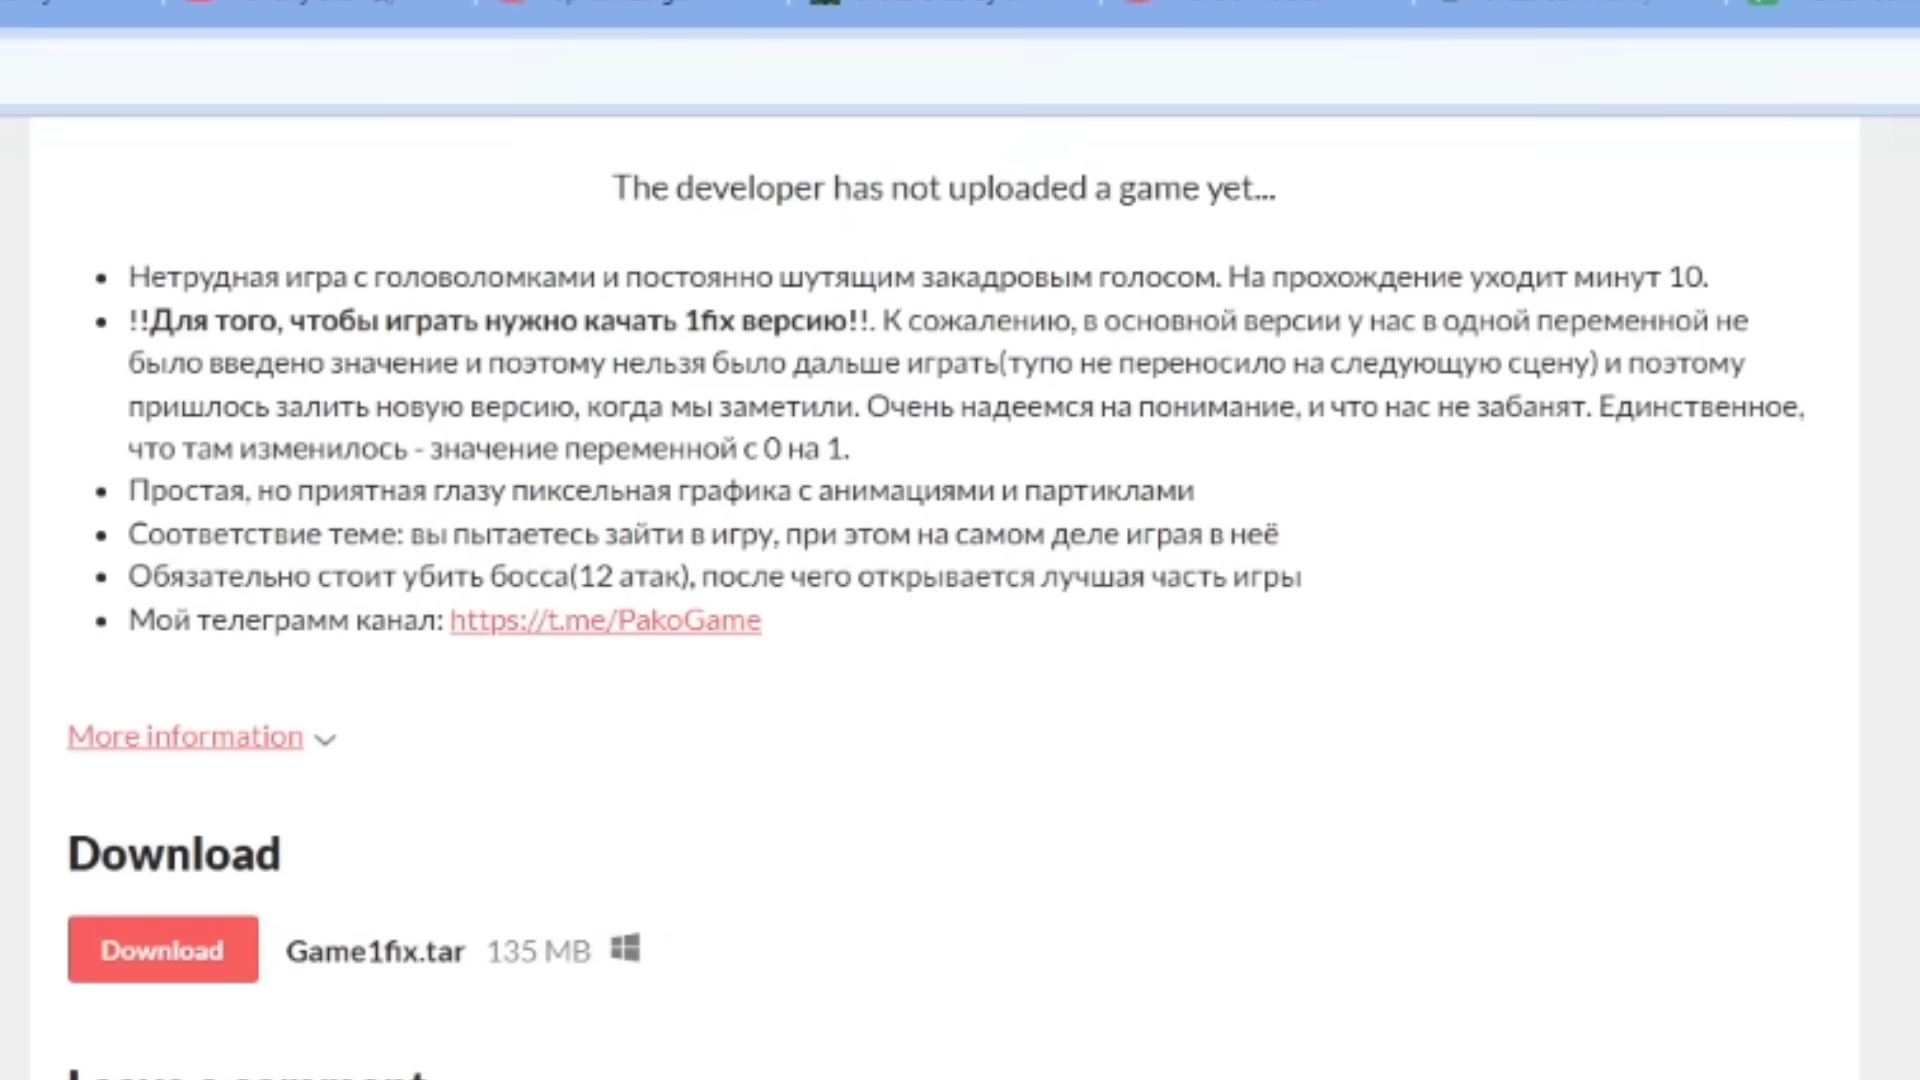 The developer has not uploaded a game yet...
• Нетрудная игра с головоломками и постоянно шутящим закадровым голосом. На прохождение уходит минут 10.
• !!Для того, чтобы играть нужно качать 1fix версию!!. К сожалению, в основной версии у нас в одной переменной не
было введено значение и поэтому нельзя было дальше играть(тупо не переносило на следующую сцену) и поэтому
пришлось залить новую версию, когда мы заметили. Очень надеемся на понимание, и что нас не забанят. Единственное,
что там изменилось - значение переменной с 0 на 1.
• Простая, но приятная глазу пиксельная графика с анимациями и партиклами
• Соответствие теме: вы пытаетесь зайти в игру, при этом на самом деле играя в неё
• Обязательно стоит убить босса(12 атак), после чего открывается лучшая часть игры
• Мой телеграмм канал: https://t.me/PakoGame
More information
Download
Download Game1fix.tar 135 MB
Leave a comment